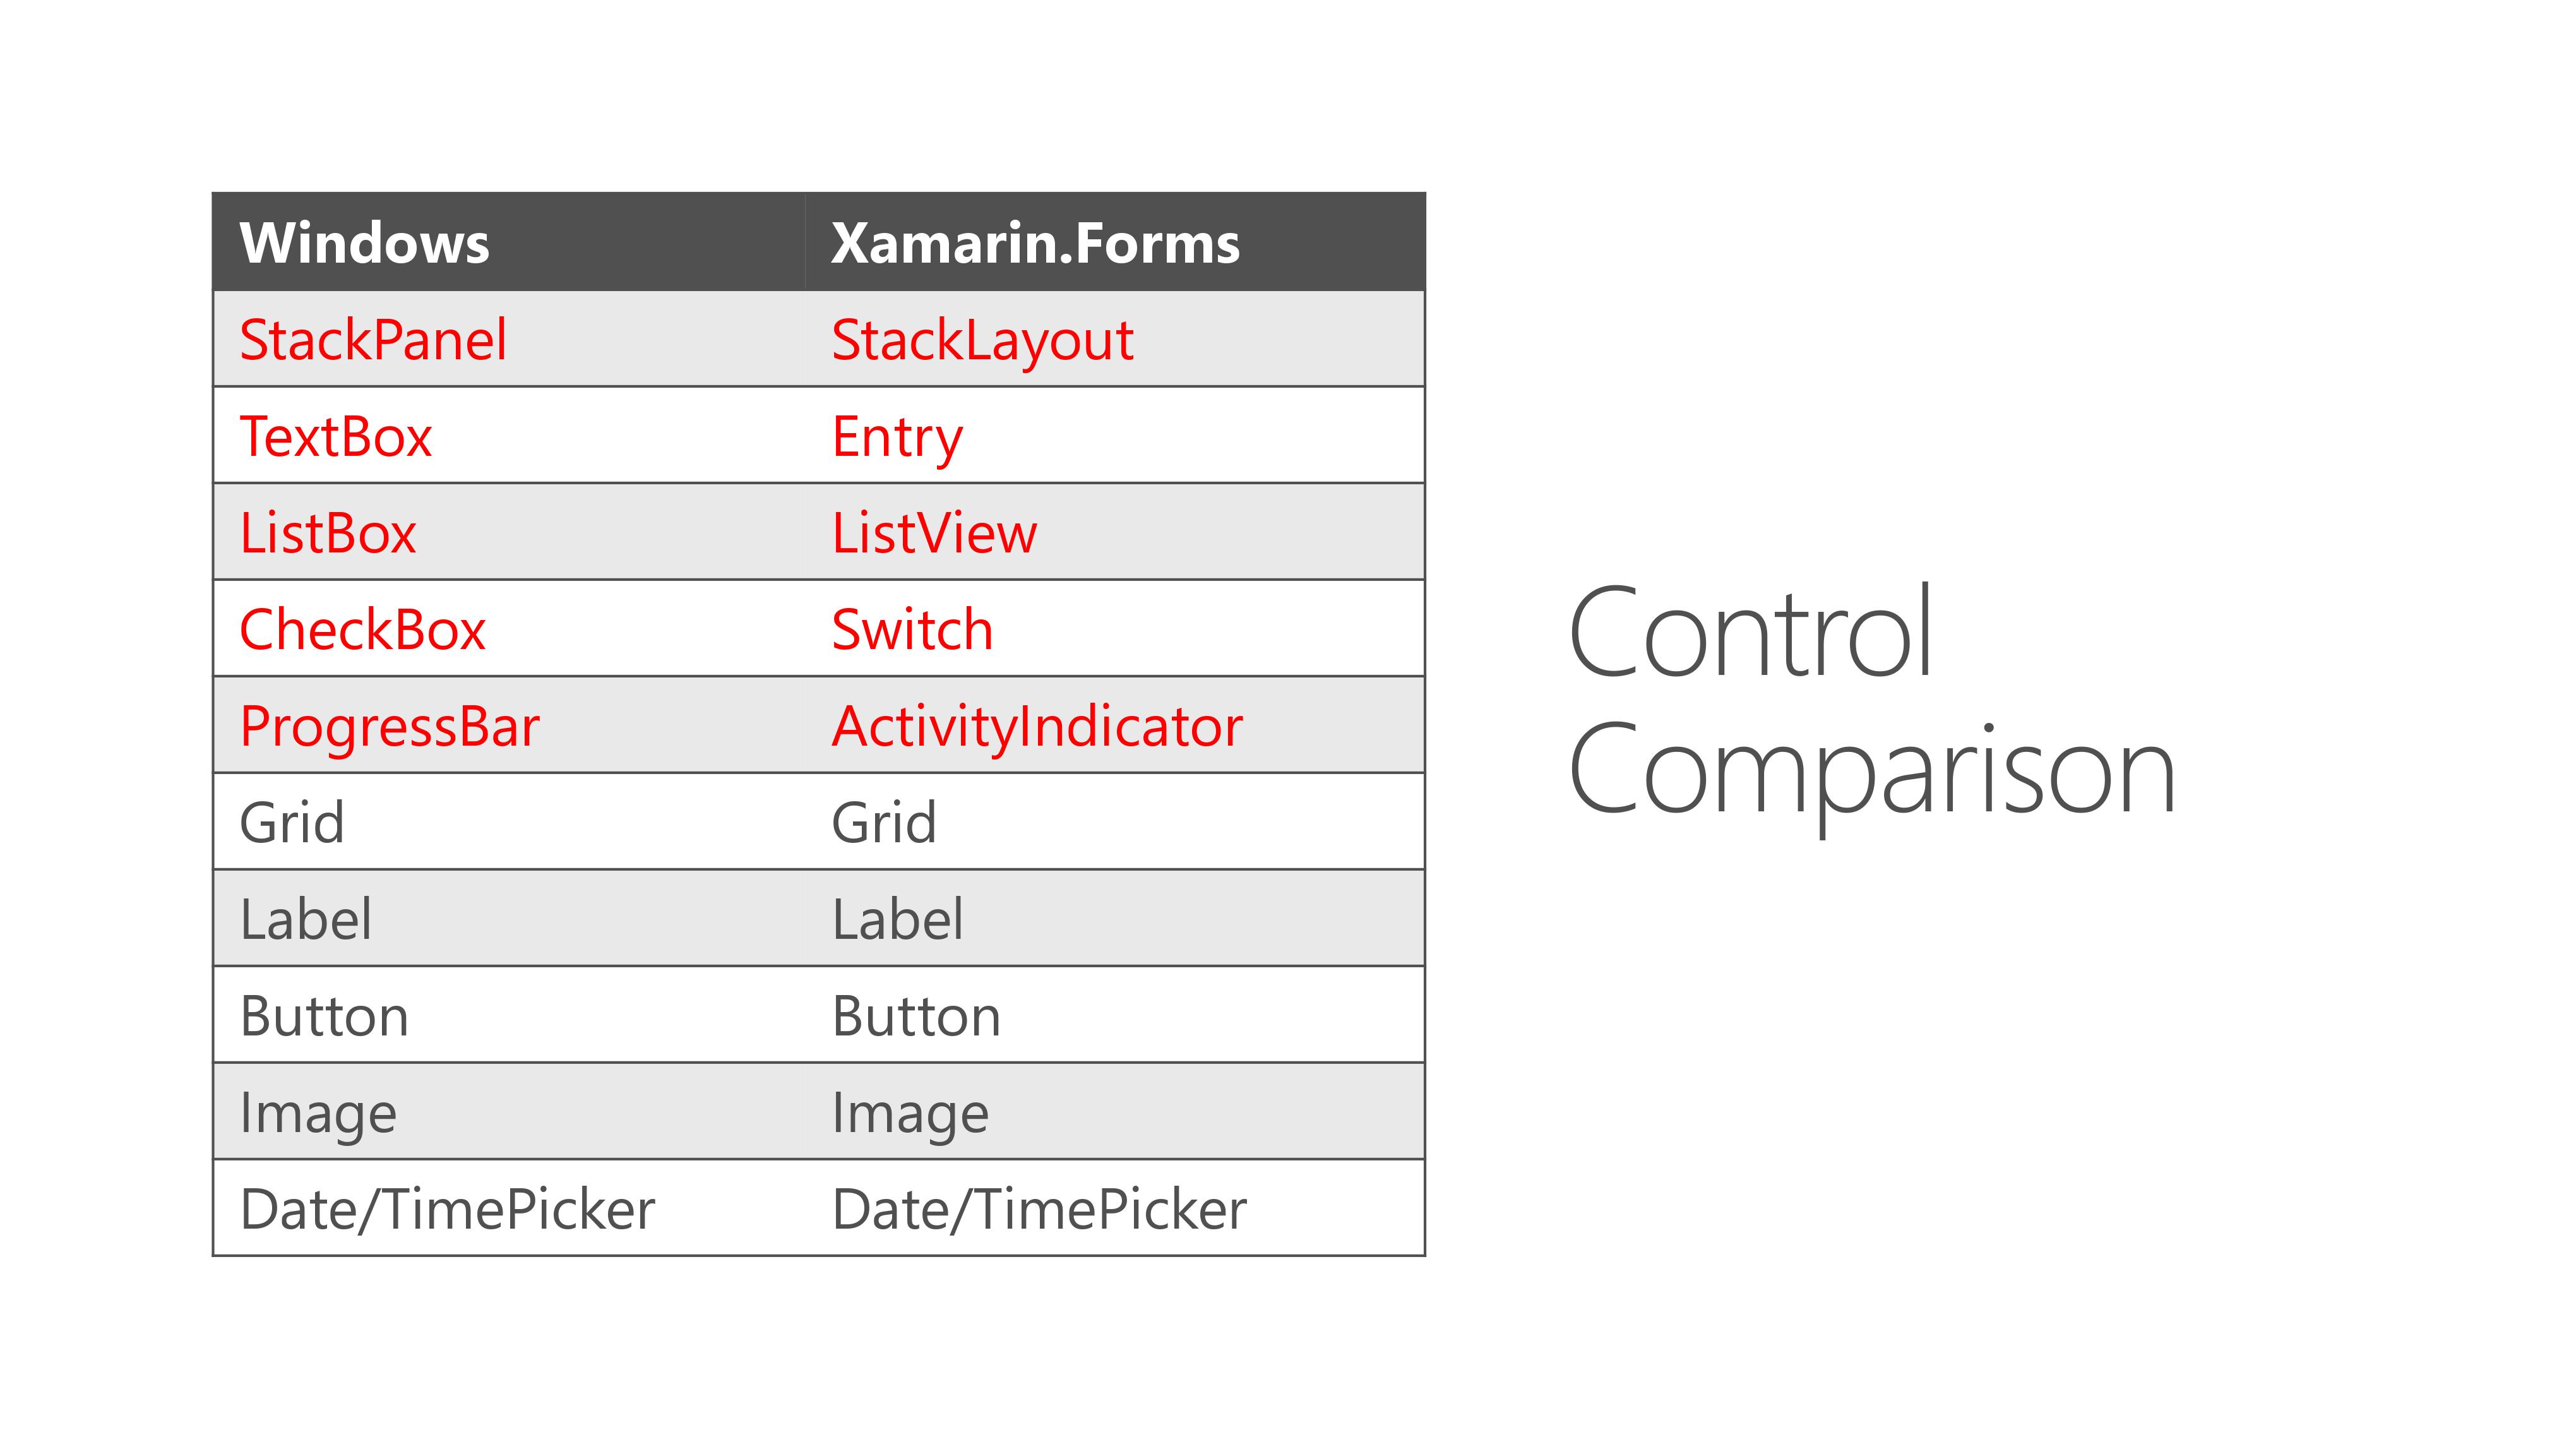 Windows Xamarin.Forms
StackPanel StackLayout
TextBox Entry
ListBox ListView
CheckBox Switch
ProgressBar ActivityIndicator
Grid Grid
Label Label
Button Button
Image Image
Date/TimePicker Date/TimePicker
Control
Comparison